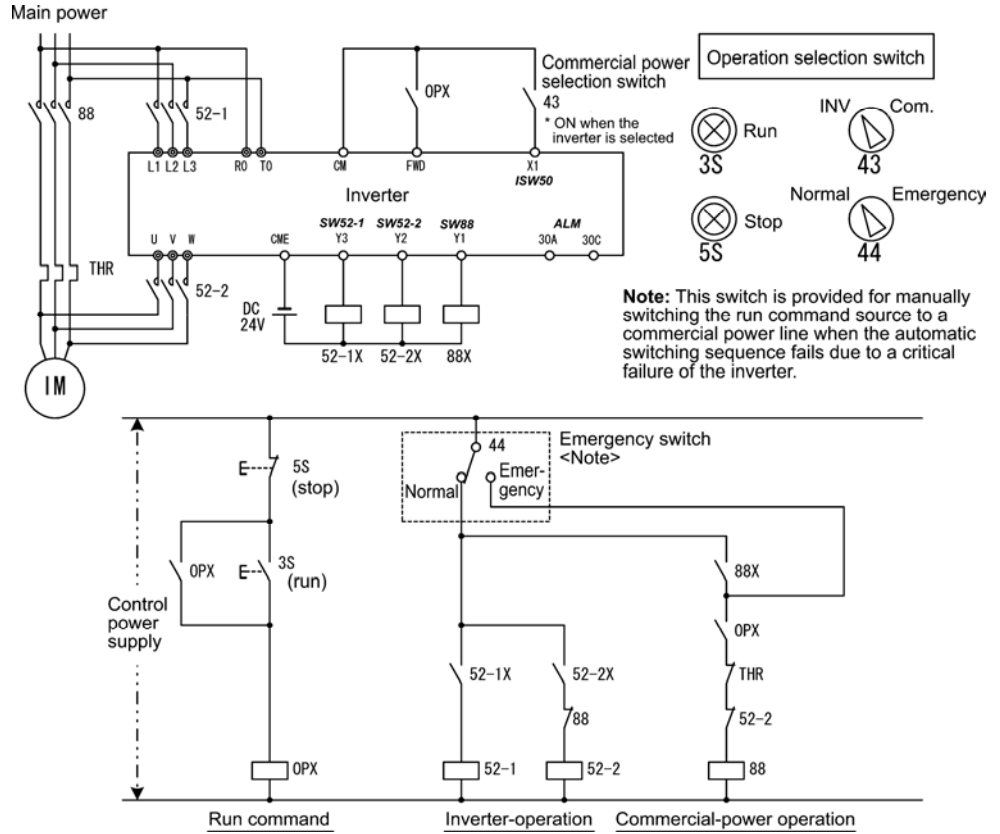 Main power
88
52-1
L1 L2 L3
R0 T0
CM
FWD
X1
ISW50
OPX
Commercial power
selection switch
43
* ON when the
inverter is selected
Inverter
U V W
CME
SW52-1
Y3
SW52-2
Y2
SW88
Y1
ALM
30A 30C
THR
52-2
DC
24V
52-1X
52-2X
88X
IM
Operation selection switch
Run
3S
INV Com.
43
Stop
5S
Normal Emergency
44
Note: This switch is provided for manually
switching the run command source to a
commercial power line when the automatic
switching sequence fails due to a critical
failure of the inverter.
Control
power
supply
5S
(stop)
OPX
3S
(run)
OPX
Run command
44
Normal
Emer-
gency
Emergency switch
<Note>
52-1X
52-2X
88
52-1
52-2
Inverter-operation
88X
OPX
THR
52-2
88
Commercial-power operation